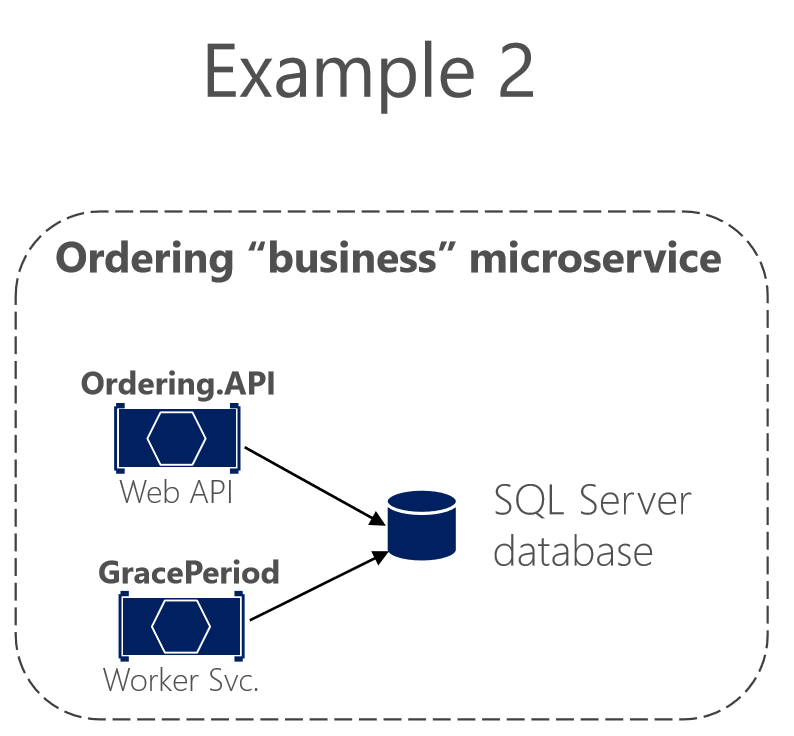 Example 2
Ordering “business” microservice
Ordering.API
Web API
SQL Server
database
GracePeriod
Worker Svc.